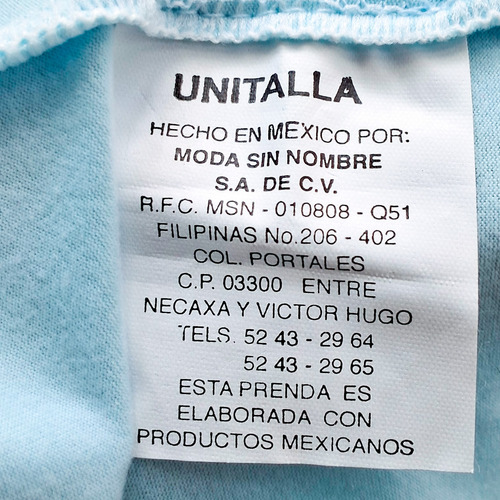 UNITALLA
HECHO EN MEXICO POR:
MODA SIN NOMBRE
S.A. DE C.V.
R.F.C. MSN - 010808 - Q51
FILIPINAS No.206 - 402
COL. PORTALES
C.P. 03300 ENTRE
NECAXA Y VICTOR HUGO
TELS. 52 43 - 29 64
52 43 - 29 65
ESTA PRENDA ES
ELABORADA CON
PRODUCTOS MEXICANOS